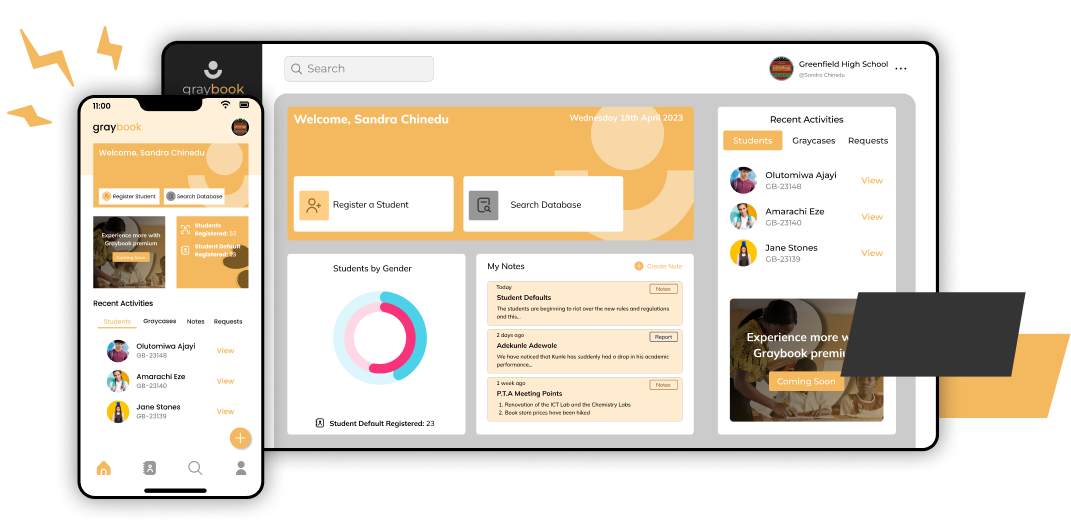 graybook
Search
Greenfield High School
@Sandra Chinedu
Welcome, Sandra Chinedu
Wednesday 19th April 2023
Register a Student
Search Database
Students by Gender
Student Default Registered: 23
My Notes
Create Note
Today
Notes
Student Defaults
The students are beginning to riot over the new rules and regulations
and this...
2 days ago
Report
Adekunle Adewale
We have noticed that Kunle has suddenly had a drop in his academic
performance...
1 week ago
Notes
P.T.A Meeting Points
1. Renovation of the ICT Lab and the Chemistry Labs
2. Book store prices have been hiked
Recent Activities
Students Graycases Requests
Olutomiwa Ajayi
GB-23148
View
Amarachi Eze
GB-23140
View
Jane Stones
GB-23139
View
Experience more w
Graybook premiu
Coming Soon
11:00
graybook
Welcome, Sandra Chinedu
Register Student
Search Database
Experience more with
Graybook premium
Coming Soon
Students
Registered: 52
Student Default
Registered: 23
Recent Activities
Students Graycases Notes Requests
Olutomiwa Ajayi
GB-23148
View
Amarachi Eze
GB-23140
View
Jane Stones
GB-23139
View